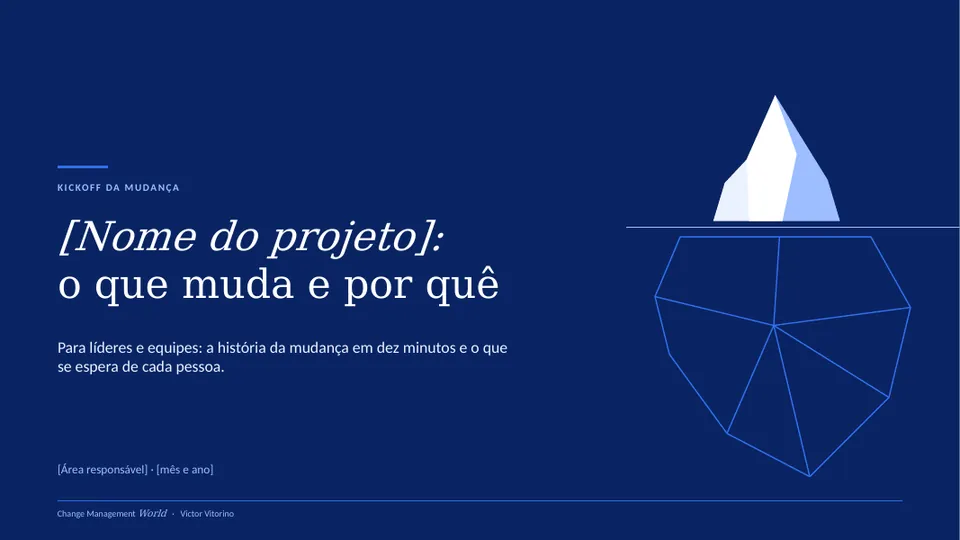 KICKOFF DA MUDANÇA
[Nome do projeto]:
o que muda e por quê
Para líderes e equipes: a história da mudança em dez minutos e o que
se espera de cada pessoa.
[Área responsável] · [mês e ano]
Change Management World · Victor Vitorino